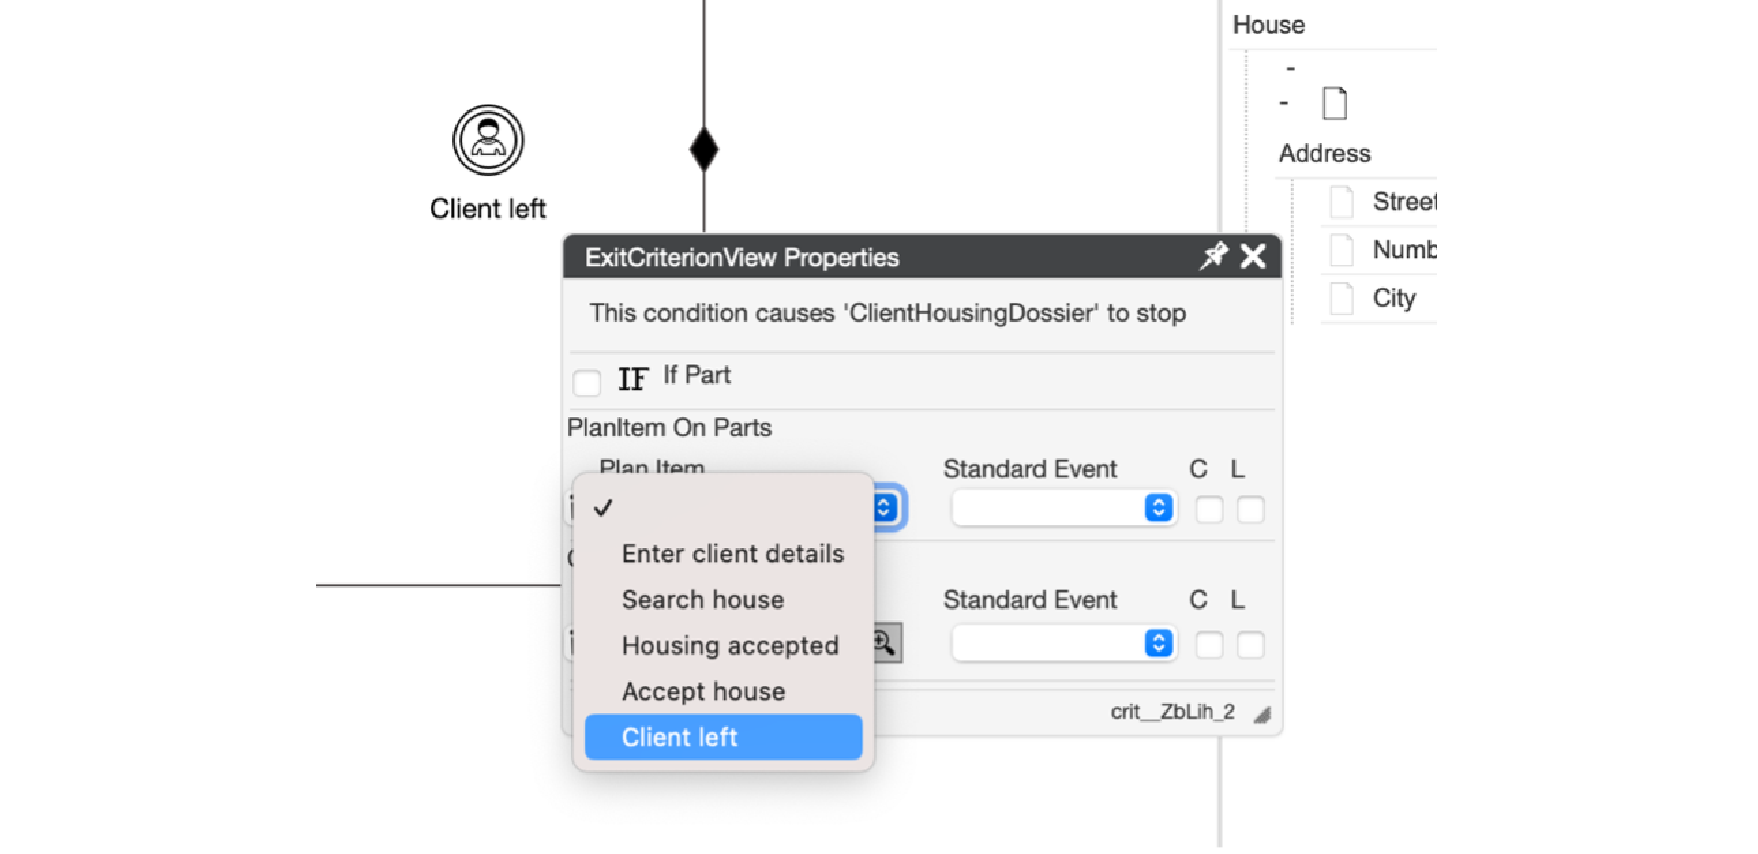 House
-
-
Address
Street
Numb
City
Client left
ExitCriterionView Properties
This condition causes 'ClientHousingDossier' to stop
IF If Part
PlanItem On Parts
Plan Item Standard Event C L
✓
Enter client details
Search house
Standard Event C L
Housing accepted
Accept house
Client left
crit__ZbLih_2